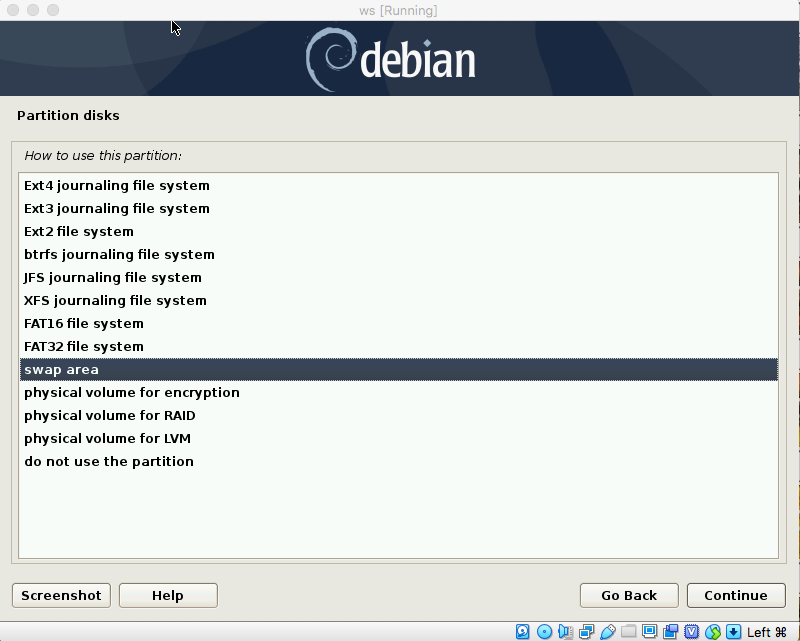 ws [Running]
debian
Partition disks
How to use this partition:
Ext4 journaling file system
Ext3 journaling file system
Ext2 file system
btrfs journaling file system
JFS journaling file system
XFS journaling file system
FAT16 file system
FAT32 file system
swap area
physical volume for encryption
physical volume for RAID
physical volume for LVM
do not use the partition
Screenshot Help Go Back Continue
Left ⌘